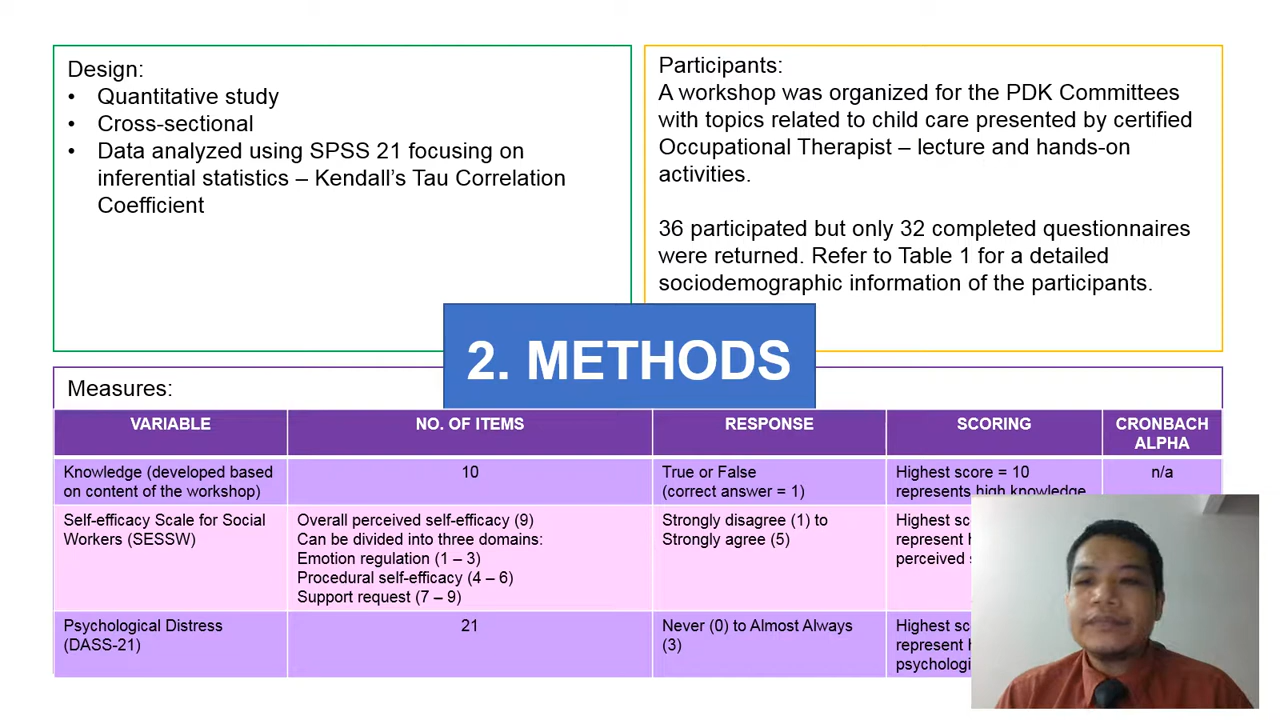 Design:
• Quantitative study
• Cross-sectional
• Data analyzed using SPSS 21 focusing on
inferential statistics – Kendall's Tau Correlation
Coefficient
Participants:
A workshop was organized for the PDK Committees
with topics related to child care presented by certified
Occupational Therapist – lecture and hands-on
activities.
36 participated but only 32 completed questionnaires
were returned. Refer to Table 1 for a detailed
sociodemographic information of the participants.
2. METHODS
Measures:
VARIABLE
NO. OF ITEMS
RESPONSE
SCORING
CRONBACH
ALPHA
Knowledge (developed based
on content of the workshop)
10
True or False
(correct answer = 1)
Highest score = 10
represents high knowledge
n/a
Self-efficacy Scale for Social
Workers (SESSW)
Overall perceived self-efficacy (9)
Can be divided into three domains:
Emotion regulation (1 – 3)
Procedural self-efficacy (4 – 6)
Support request (7 – 9)
Strongly disagree (1) to
Strongly agree (5)
Highest
represent
perceived
Psychological Distress
(DASS-21)
21
Never (0) to Almost Always
(3)
Highest
represent